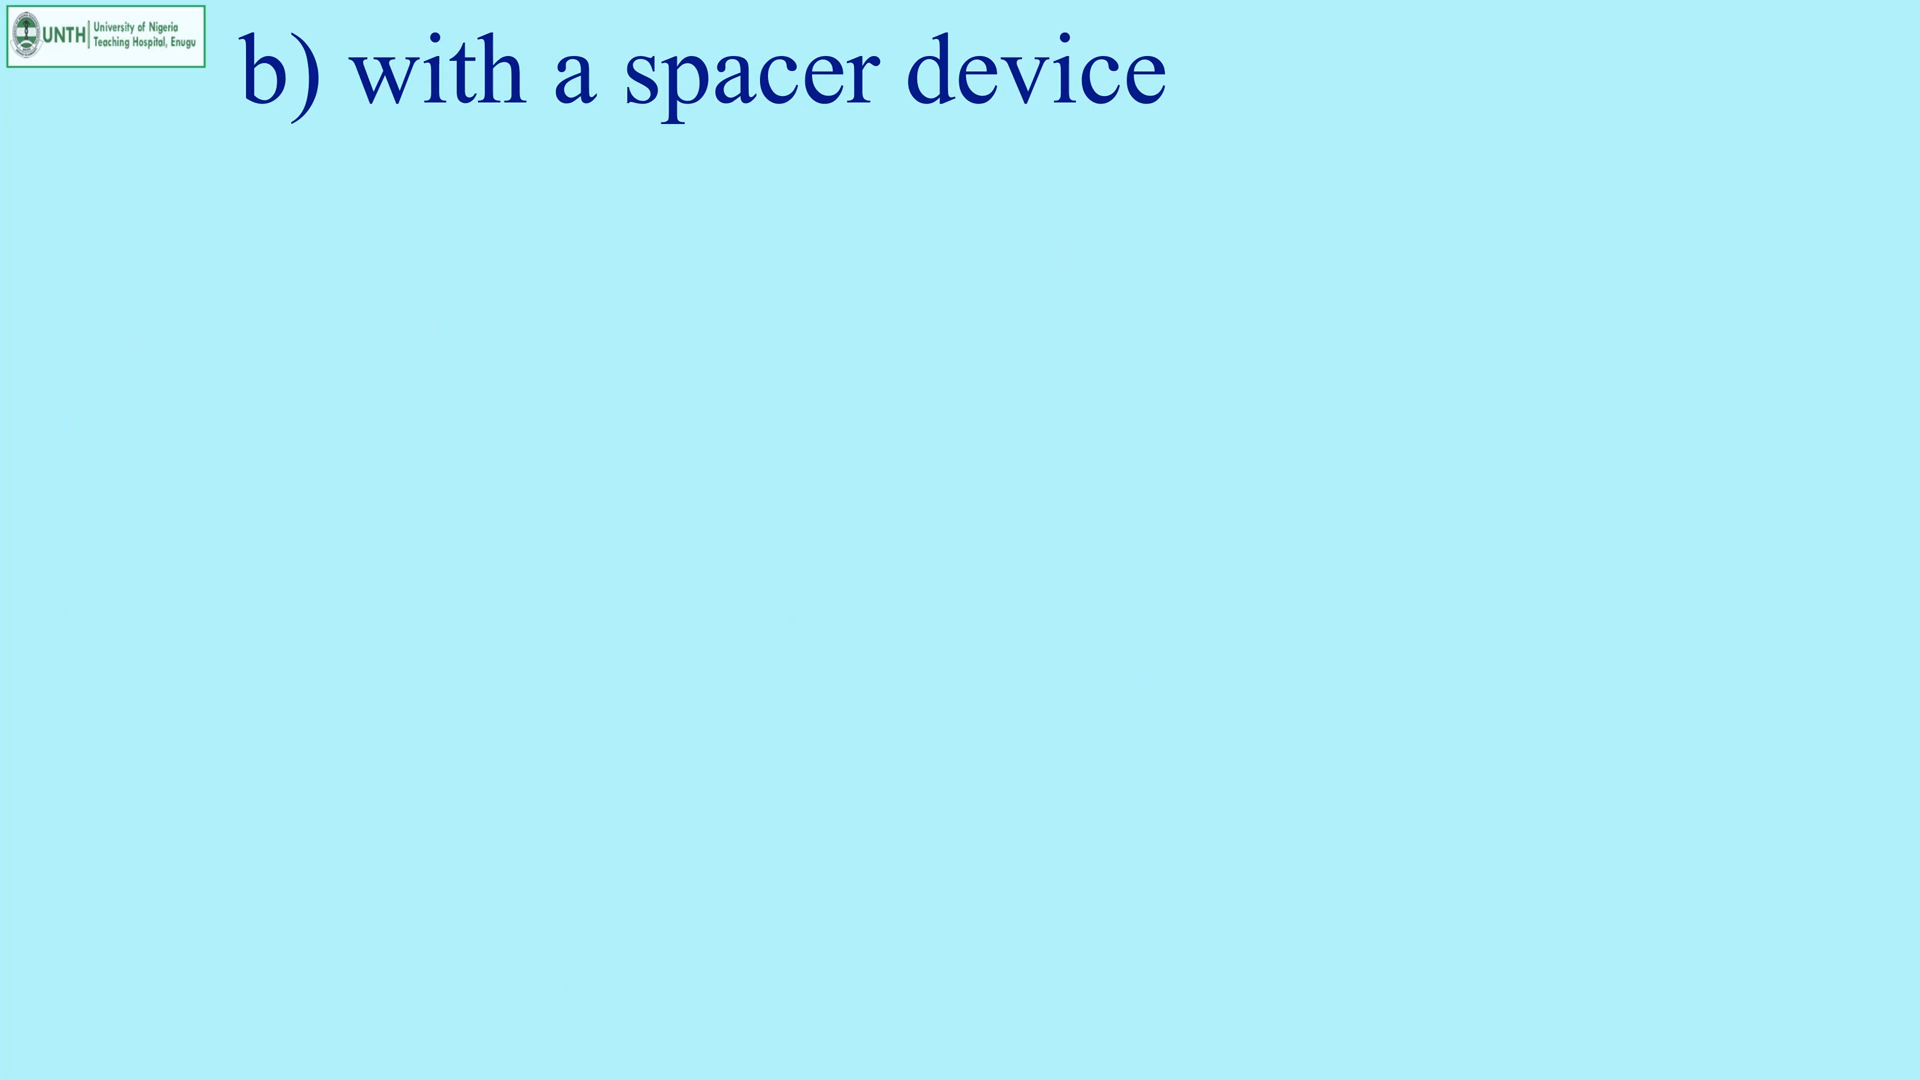 UNTH
University of Nigeria
Teaching Hospital, Enugu
b) with a spacer device